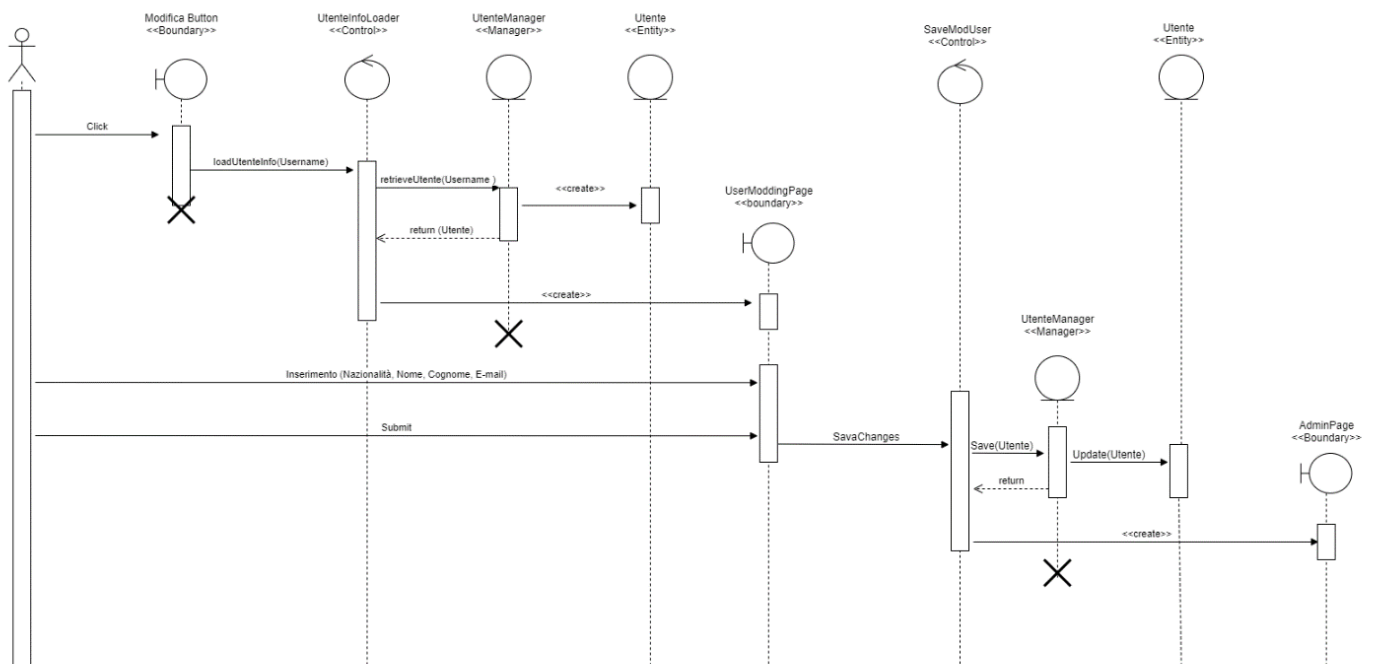 Modifica Button
<<Boundary>>
UtenteInfoLoader
<<Control>>
UtenteManager
<<Manager>>
Utente
<<Entity>>
SaveModUser
<<Control>>
Utente
<<Entity>>
Click
loadUtenteInfo(Username)
retrieveUtente(Username )
<<create>>
return (Utente)
UserModdingPage
<<boundary>>
<<create>>
UtenteManager
<<Manager>>
Inserimento (Nazionalità, Nome, Cognome, E-mail)
Submit
SavaChanges
Save(Utente)
Update(Utente)
return
AdminPage
<<Boundary>>
<<create>>